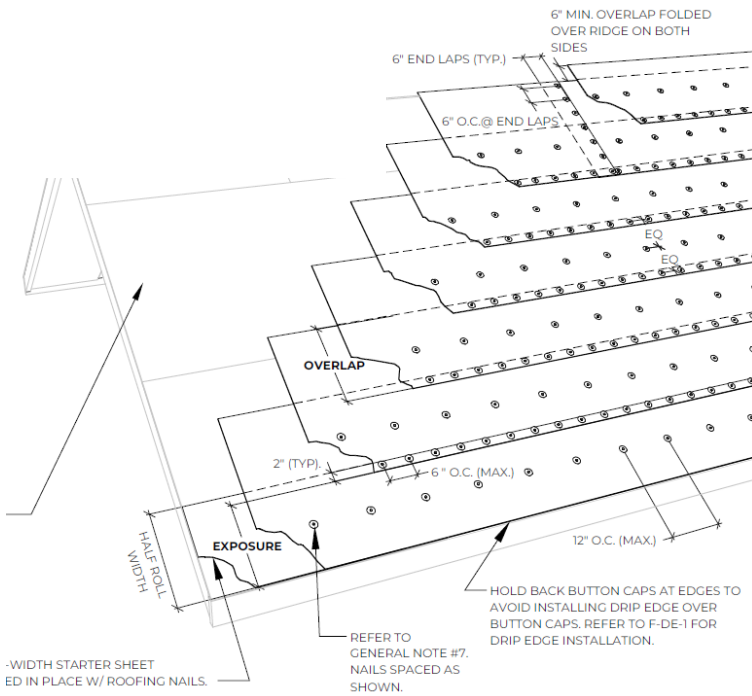 6" MIN. OVERLAP FOLDED
OVER RIDGE ON BOTH
SIDES
6" END LAPS (TYP.)
6" O.C.@ END LAPS
EQ
EQ
OVERLAP
2" (TYP).
6" O.C. (MAX.)
EXPOSURE
HALF ROLL
WIDTH
12" O.C. (MAX.)
HOLD BACK BUTTON CAPS AT EDGES TO
AVOID INSTALLING DRIP EDGE OVER
BUTTON CAPS. REFER TO F-DE-1 FOR
DRIP EDGE INSTALLATION.
REFER TO
GENERAL NOTE #7.
NAILS SPACED AS
SHOWN.
-WIDTH STARTER SHEET
ED IN PLACE W/ ROOFING NAILS.